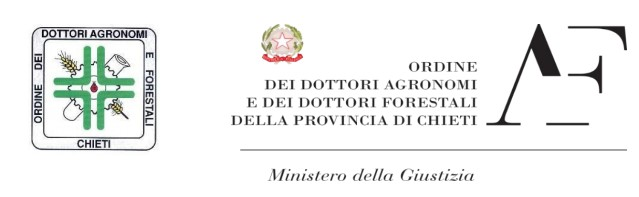 DOTTORI AGRONOMI
E FORESTALI
ORDINE DEI
CHIETI
ORDINE
DEI DOTTORI AGRONOMI
E DEI DOTTORI FORESTALI
DELLA PROVINCIA DI CHIETI
AF
Ministero della Giustizia